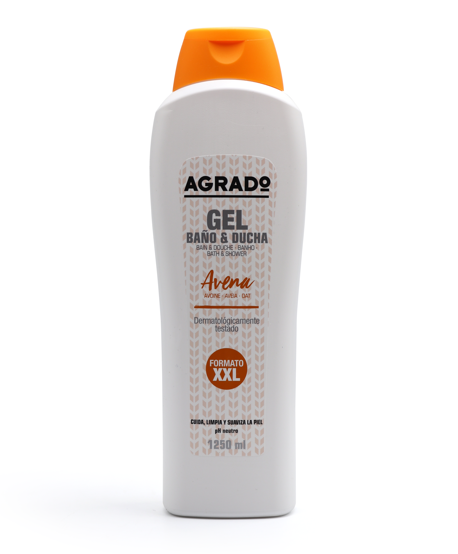 AGRADO
GEL
BAÑO & DUCHA
BAIN & DOUCHE · BANHO
BATH & SHOWER
Avena
AVOINE · AVEIA · OAT
Dermatológicamente
testado
FORMATO
XXL
CUIDA, LIMPIA Y SUAVIZA LA PIEL
pH neutro
1250 ml